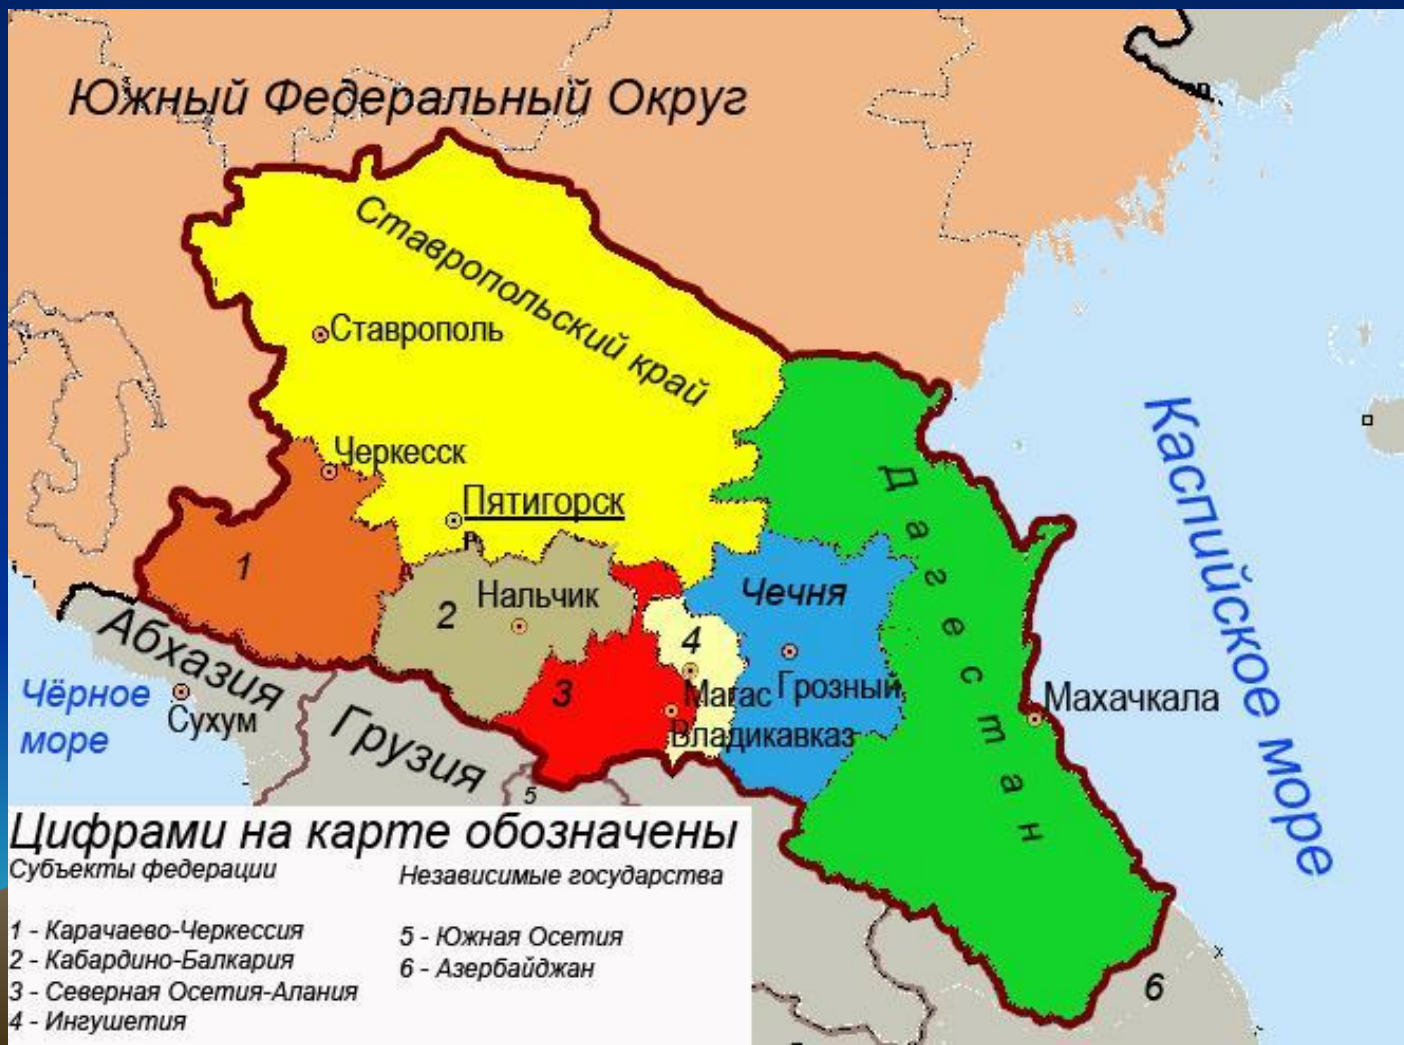 Южный Федеральный Округ
Ставропольский край
Ставрополь
Черкесск
Пятигорск
1
2
Нальчик
Чечня
4
3
Магас
Грозный
Владикавказ
Дагестан
Махачкала
Каспийское море
Абхазия
Чёрное
море
Сухум
Грузия
5
6
Цифрами на карте обозначены
Субъекты федерации
1 - Карачаево-Черкессия
2 - Кабардино-Балкария
3 - Северная Осетия-Алания
4 - Ингушетия
Независимые государства
5 - Южная Осетия
6 - Азербайджан